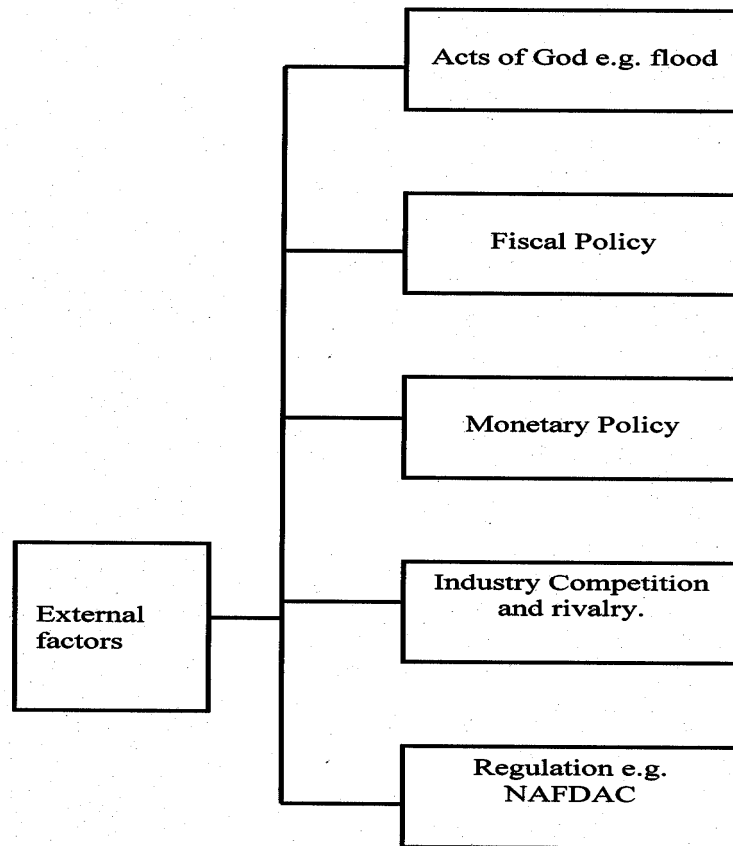 Acts of God e.g. flood
Fiscal Policy
Monetary Policy
Industry Competition
and rivalry.
External
factors
Regulation e.g.
NAFDAC